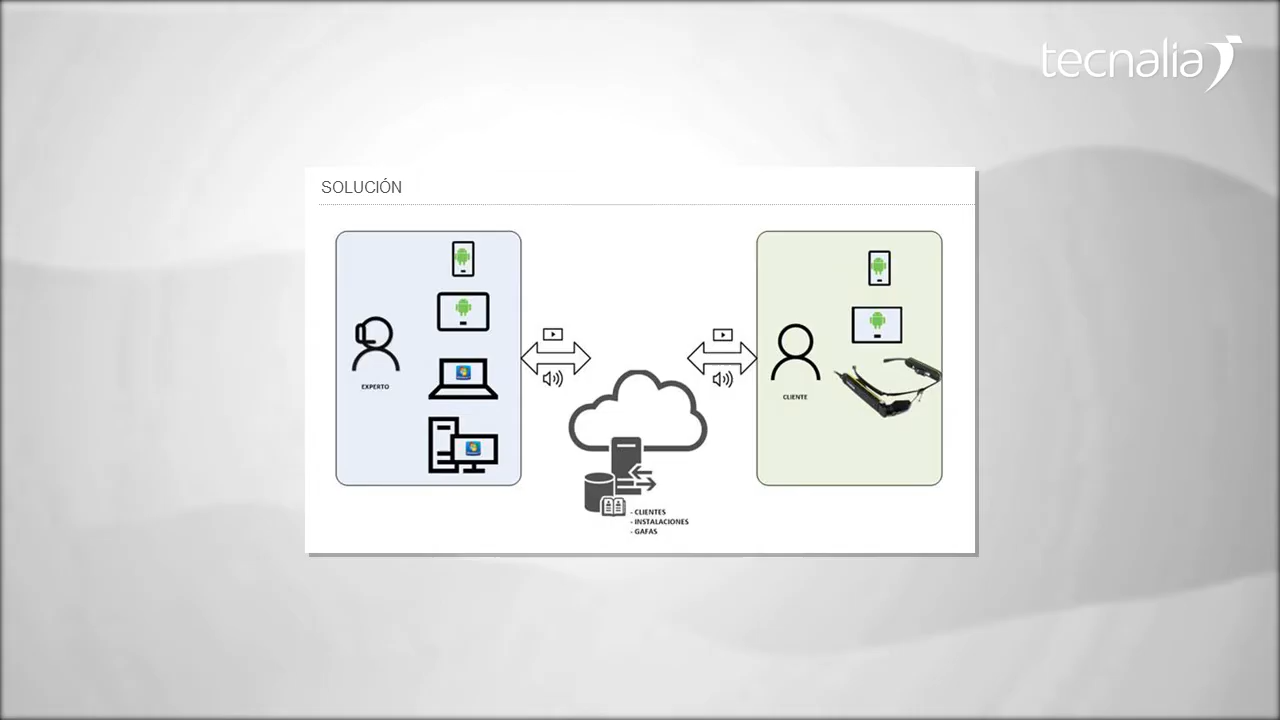 tecnalia
SOLUCIÓN
EXPERTO
CLIENTE
- CLIENTES
- INSTALACIONES
- GAFAS